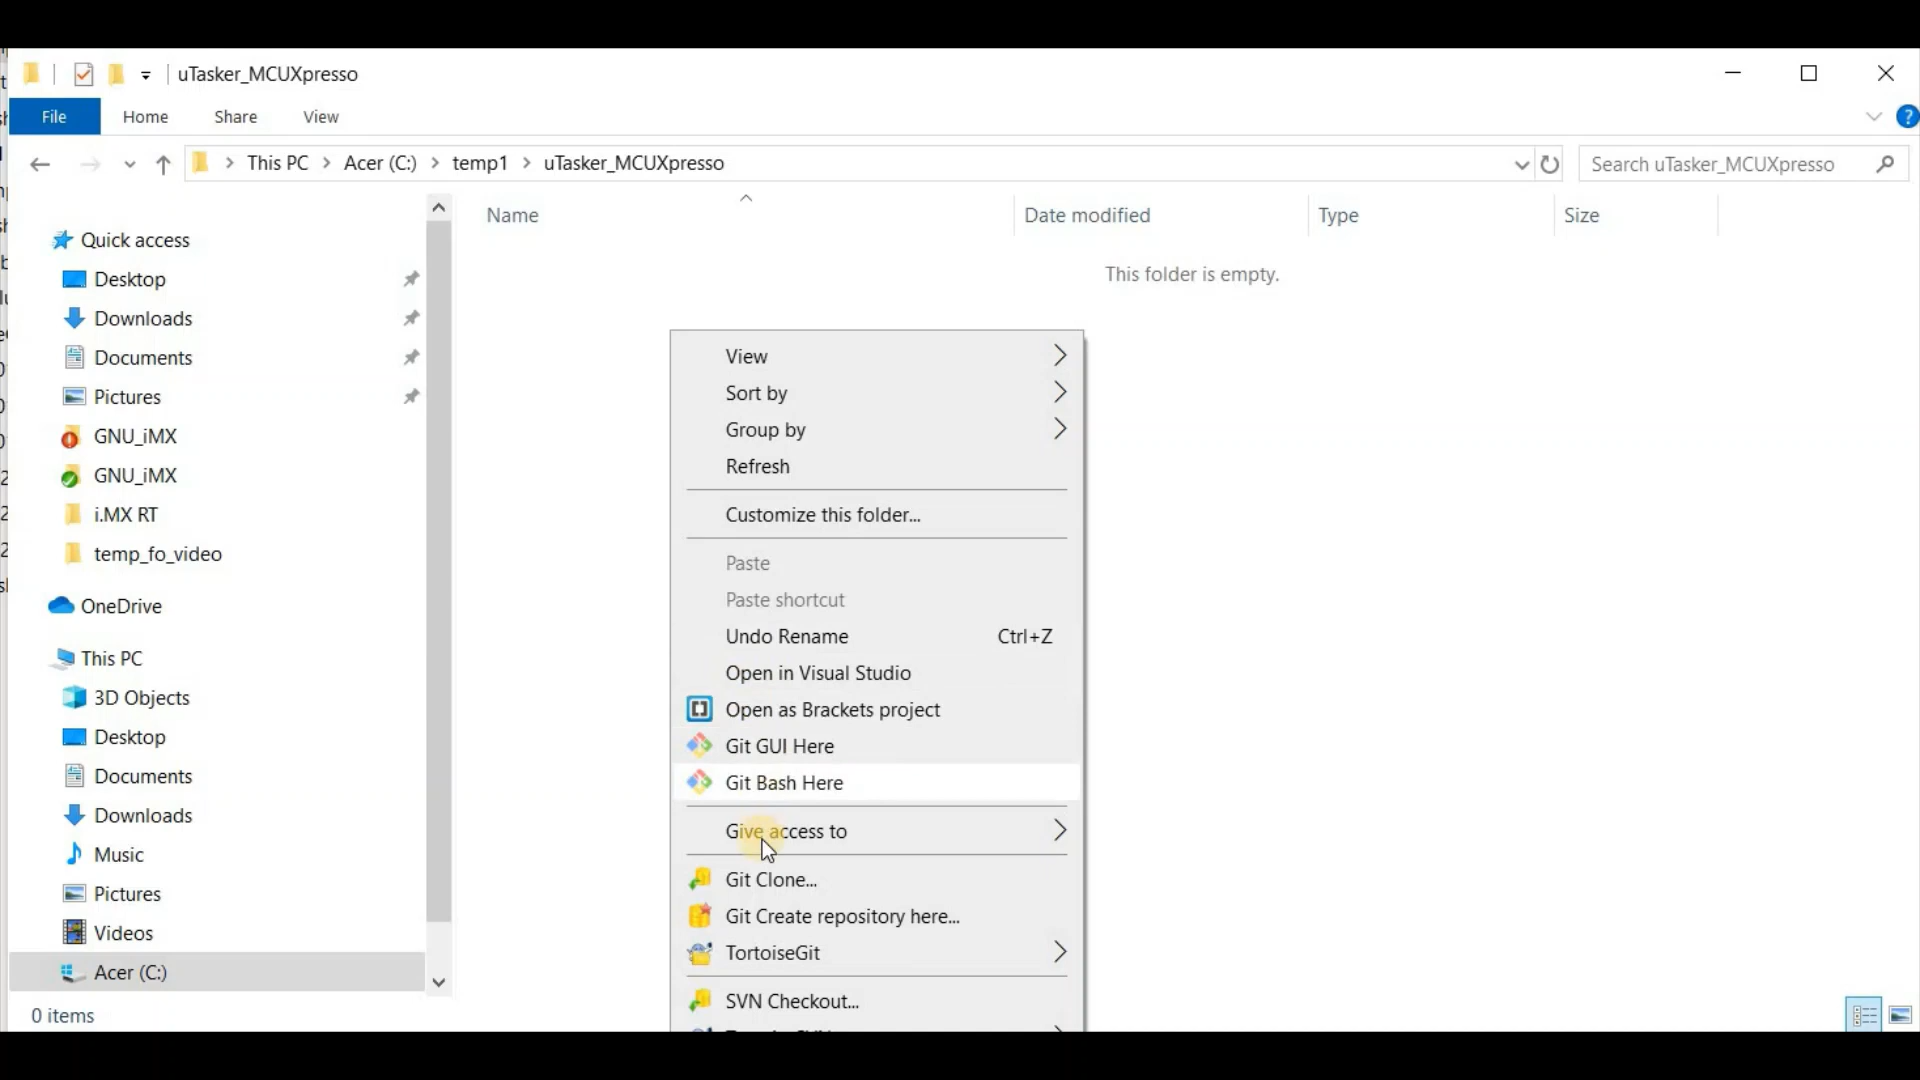 uTasker_MCUXpresso
File Home Share View
This PC Acer (C:) temp1 uTasker_MCUXpresso
Search uTasker_MCUXpresso
Name Date modified Type Size
This folder is empty.
Quick access
Desktop
Downloads
Documents
Pictures
GNU_iMX
GNU_iMX
i.MX RT
temp_fo_video
OneDrive
This PC
3D Objects
Desktop
Documents
Downloads
Music
Pictures
Videos
Acer (C:)
View
Sort by
Group by
Refresh
Customize this folder...
Paste
Paste shortcut
Undo Rename Ctrl+Z
Open in Visual Studio
Open as Brackets project
Git GUI Here
Git Bash Here
Give access to
Git Clone...
Git Create repository here...
TortoiseGit
SVN Checkout...
0 items